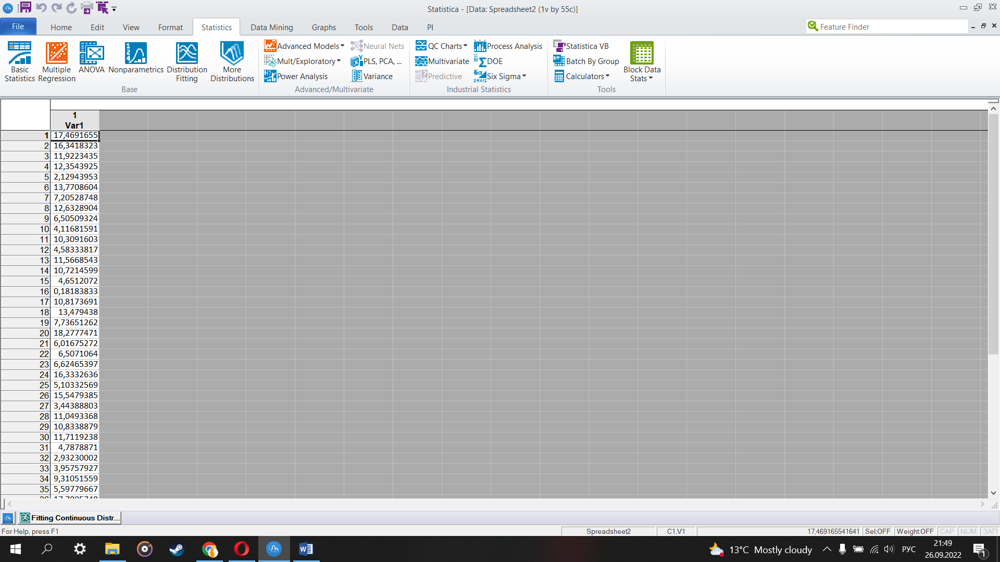 Statistica - [Data: Spreadsheet2 (1v by 55c)]
File Home Edit View Format Statistics Data Mining Graphs Tools Data PI Feature Finder
Basic Statistics
Multiple Regression
ANOVA
Nonparametrics
Distribution Fitting
More Distributions
Base
Advanced Models Neural Nets
Mult/Exploratory PLS, PCA, ...
Power Analysis Variance
Advanced/Multivariate
QC Charts Process Analysis
Multivariate DOE
Predictive Six Sigma
Industrial Statistics
Statistica VB
Batch By Group
Calculators
Block Data Stats
Tools
1
Var1
1 17,4691655
2 16,3418323
3 11,9223435
4 12,3543925
5 2,12943953
6 13,7708604
7 7,20528748
8 12,6328904
9 6,50509324
10 4,11681591
11 10,3091603
12 4,58333817
13 11,5668543
14 10,7214599
15 4,6512072
16 0,18183833
17 10,8173691
18 13,479438
19 7,73651262
20 18,2777471
21 6,01675272
22 6,5071064
23 6,62465397
24 16,3332636
25 5,10332569
26 15,5479385
27 3,44388803
28 11,0493368
29 10,8338879
30 11,7119238
31 4,7878871
32 2,93230002
33 3,95757927
34 9,31051559
35 5,59779667
Fitting Continuous Distr...
For Help, press F1 Spreadsheet2 C1,V1 17,469165541641 Sel:OFF Weight:OFF CAP NUM ЗАП
13°C Mostly cloudy РУС 21:49
26.09.2022 1